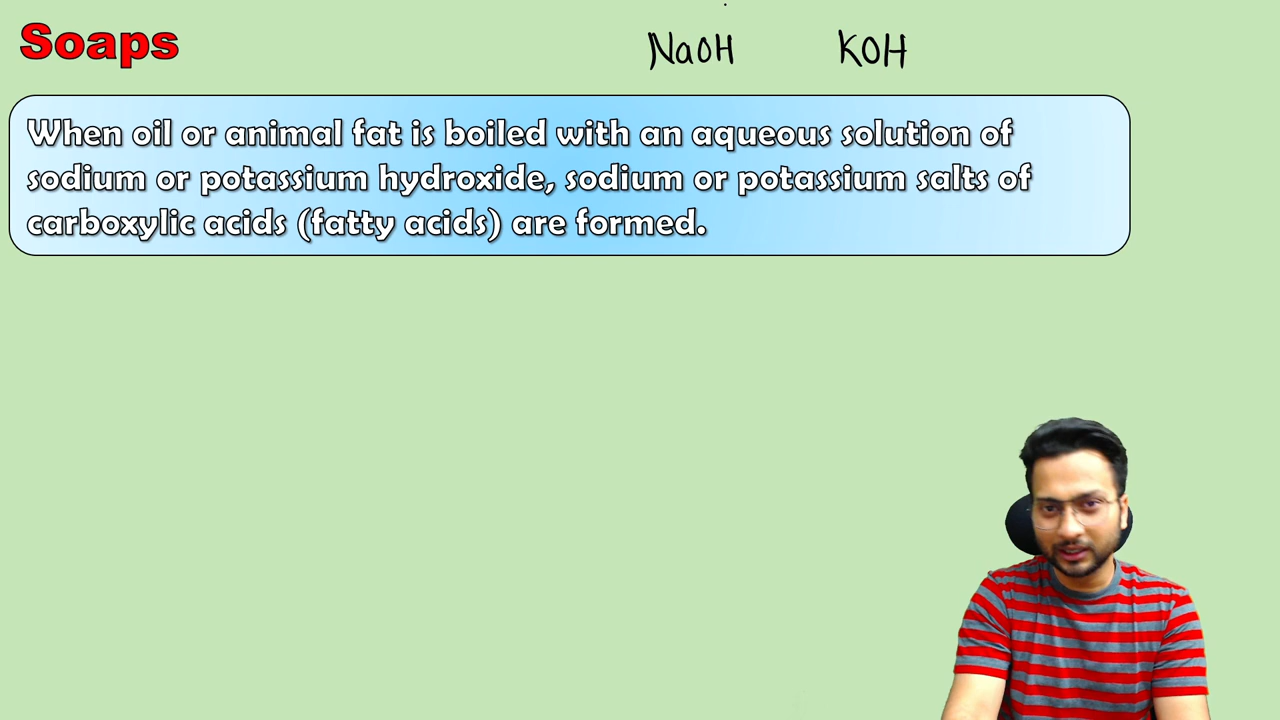 Soaps
NaOH KOH
When oil or animal fat is boiled with an aqueous solution of
sodium or potassium hydroxide, sodium or potassium salts of
carboxylic acids (fatty acids) are formed.